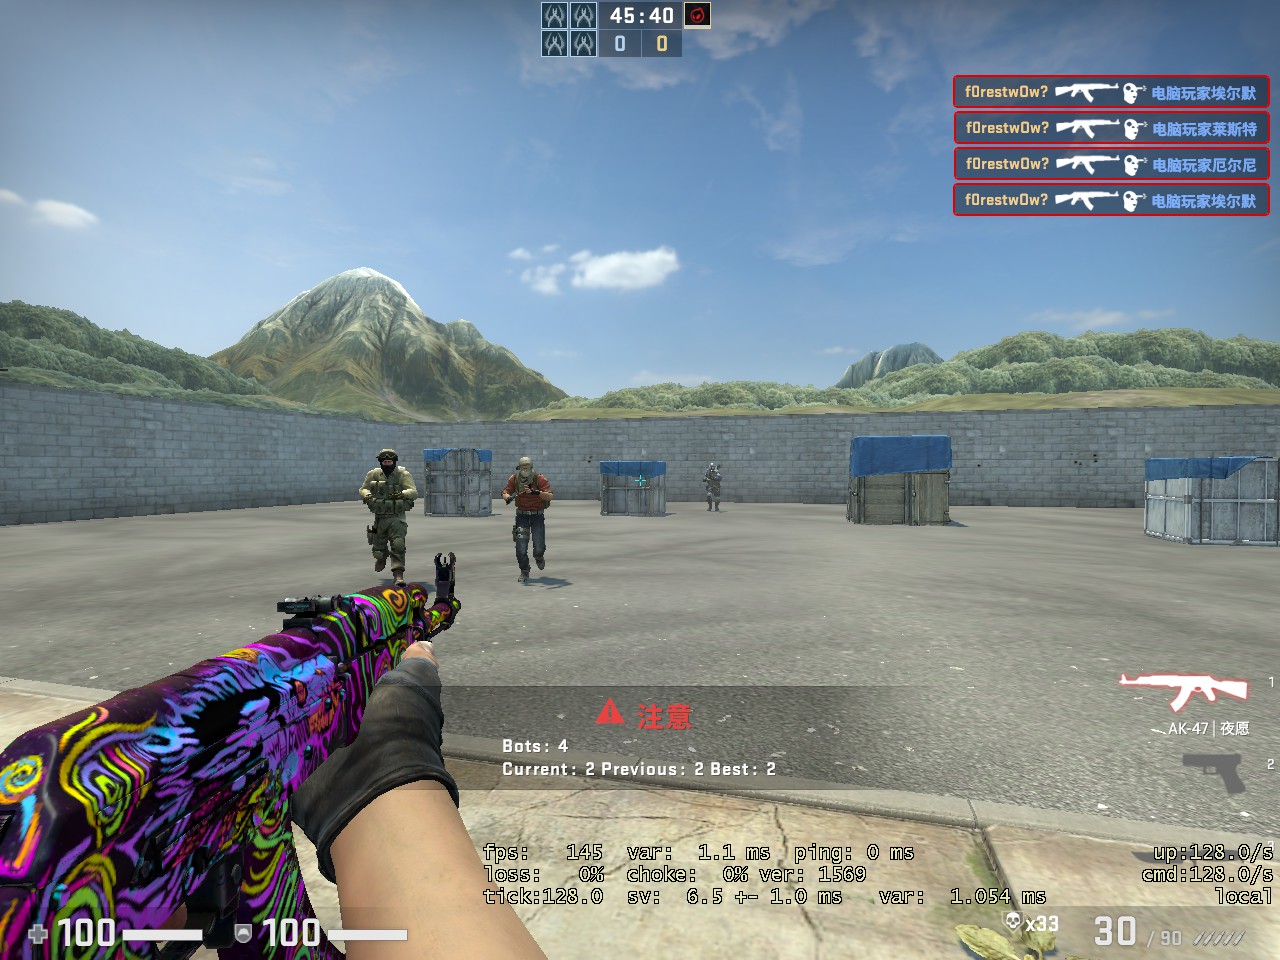 45:40
0 0
f0restw0w? 电脑玩家埃尔默
f0restw0w? 电脑玩家莱斯特
f0restw0w? 电脑玩家厄尔尼
f0restw0w? 电脑玩家埃尔默
1
AK-47 | 夜愿
2
注意
Bots: 4
Current: 2 Previous: 2 Best: 2
fps: 145 var: 1.1 ms ping: 0 ms up:128.0/s
loss: 0% choke: 0% ver: 1569 cmd:128.0/s
tick:128.0 sv: 6.5 +- 1.0 ms var: 1.054 ms local
100 100 x33 30 / 90